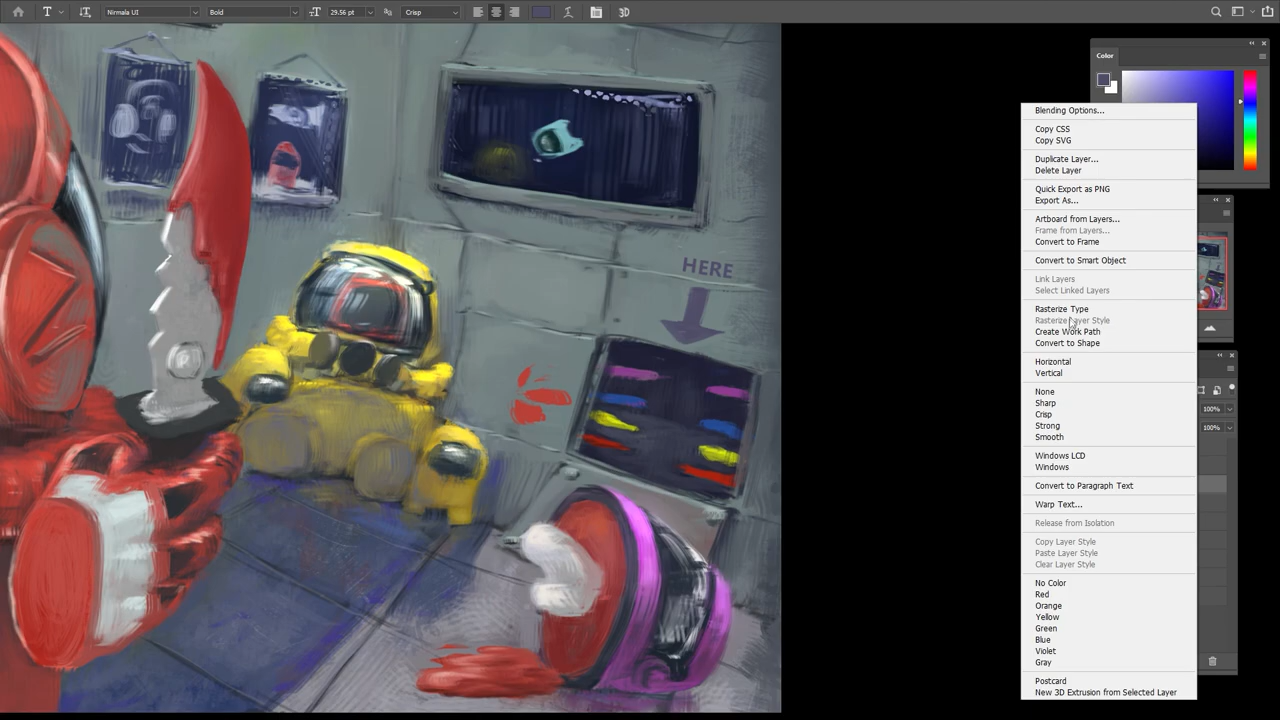 T Nirmala UI Bold 29.56 pt Crisp 3D
Color
HERE
Blending Options...
Copy CSS
Copy SVG
Duplicate Layer...
Delete Layer
Quick Export as PNG
Export As...
Artboard from Layers...
Frame from Layers...
Convert to Frame
Convert to Smart Object
Link Layers
Select Linked Layers
Rasterize Type
Rasterize Layer Style
Create Work Path
Convert to Shape
Horizontal
Vertical
None
Sharp
Crisp
Strong
Smooth
Windows LCD
Windows
Convert to Paragraph Text
Warp Text...
Release from Isolation
Copy Layer Style
Paste Layer Style
Clear Layer Style
No Color
Red
Orange
Yellow
Green
Blue
Violet
Gray
Postcard
New 3D Extrusion from Selected Layer
100%
100%